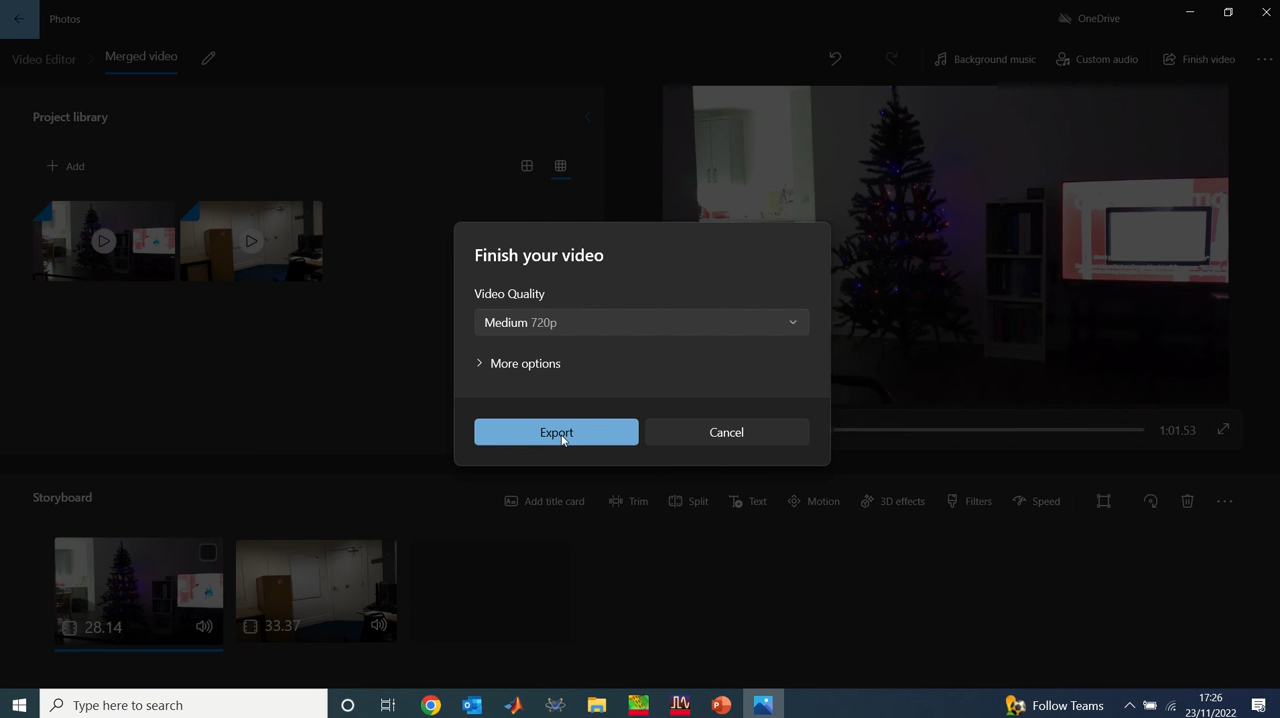 Photos
OneDrive
Video Editor
Merged video
Background music
Custom audio
Finish video
Project library
Add
Finish your video
Video Quality
Medium 720p
More options
Export
Cancel
1:01.53
Storyboard
Add title card
Trim
Split
Text
Motion
3D effects
Filters
Speed
28.14
33.37
Type here to search
Follow Teams
17:26
23/11/2022